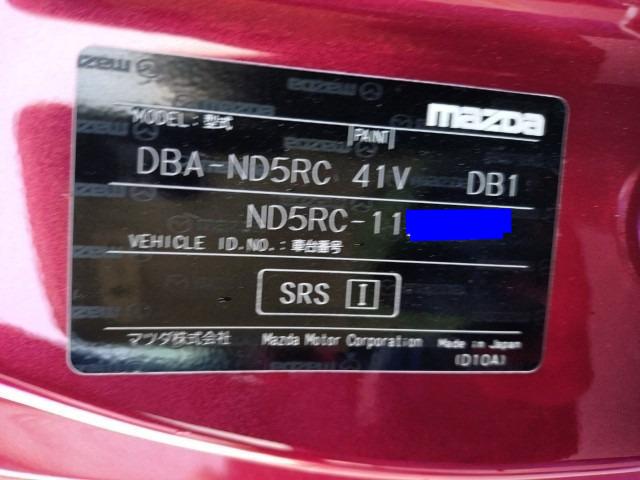 mazda
MODEL:型式 PAINT
DBA-ND5RC 41V DB1
ND5RC-11
VEHICLE ID.NO.:車台番号
SRS I
マツダ株式会社 Mazda Motor Corporation Made in Japan
(D10A)